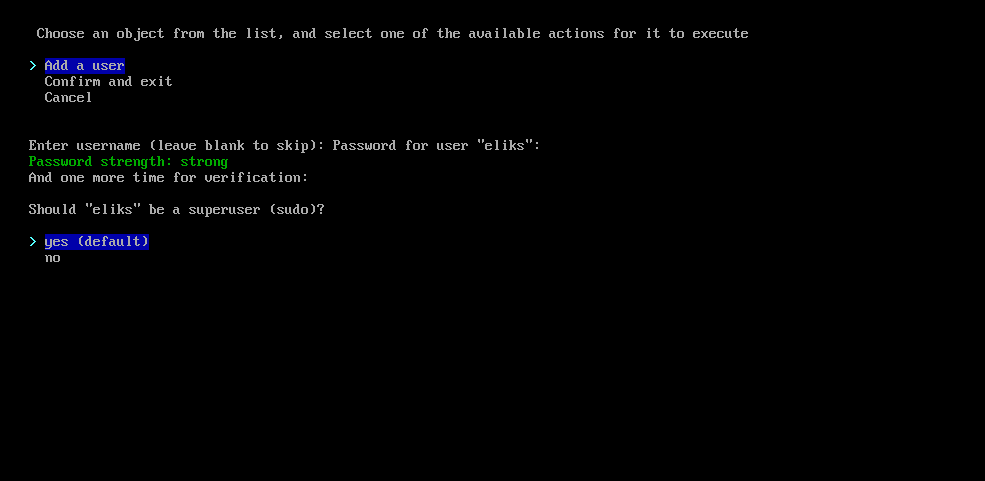 Choose an object from the list, and select one of the available actions for it to execute
> Add a user
Confirm and exit
Cancel
Enter username (leave blank to skip): Password for user "eliks":
Password strength: strong
And one more time for verification:
Should "eliks" be a superuser (sudo)?
> yes (default)
no